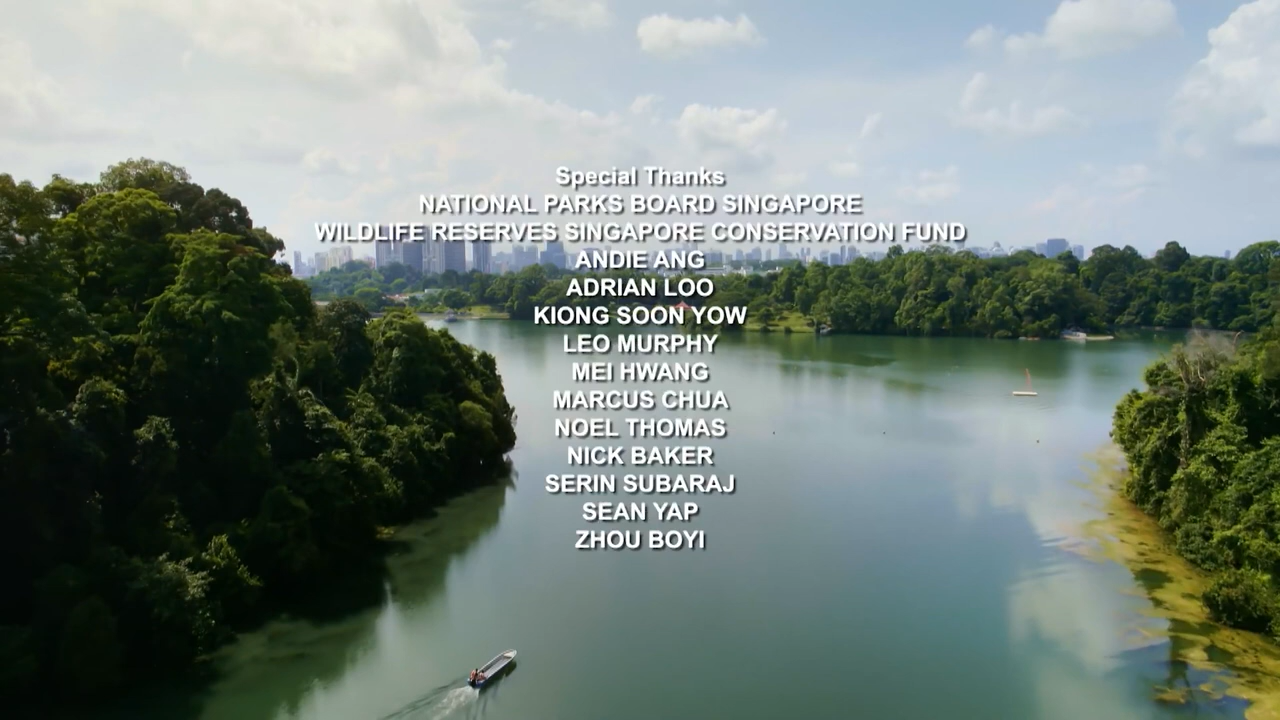 Special Thanks
NATIONAL PARKS BOARD SINGAPORE
WILDLIFE RESERVES SINGAPORE CONSERVATION FUND
ANDIE ANG
ADRIAN LOO
KIONG SOON YOW
LEO MURPHY
MEI HWANG
MARCUS CHUA
NOEL THOMAS
NICK BAKER
SERIN SUBARAJ
SEAN YAP
ZHOU BOYI